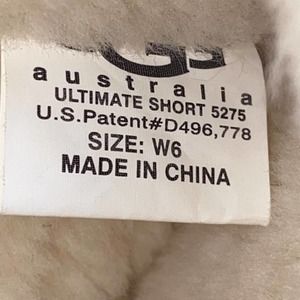 australia
ULTIMATE SHORT 5275
U.S.Patent#D496,778
SIZE: W6
MADE IN CHINA